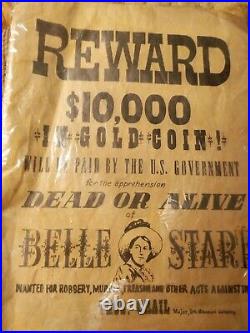 REWARD
$10,000
IN GOLD COIN!
WILL BE PAID BY THE U.S. GOVERNMENT
for the apprehension
DEAD OR ALIVE
of
BELLE STAR
WANTED FOR ROBBERY, MURDER, TREASON AND OTHER ACTS AGAINST